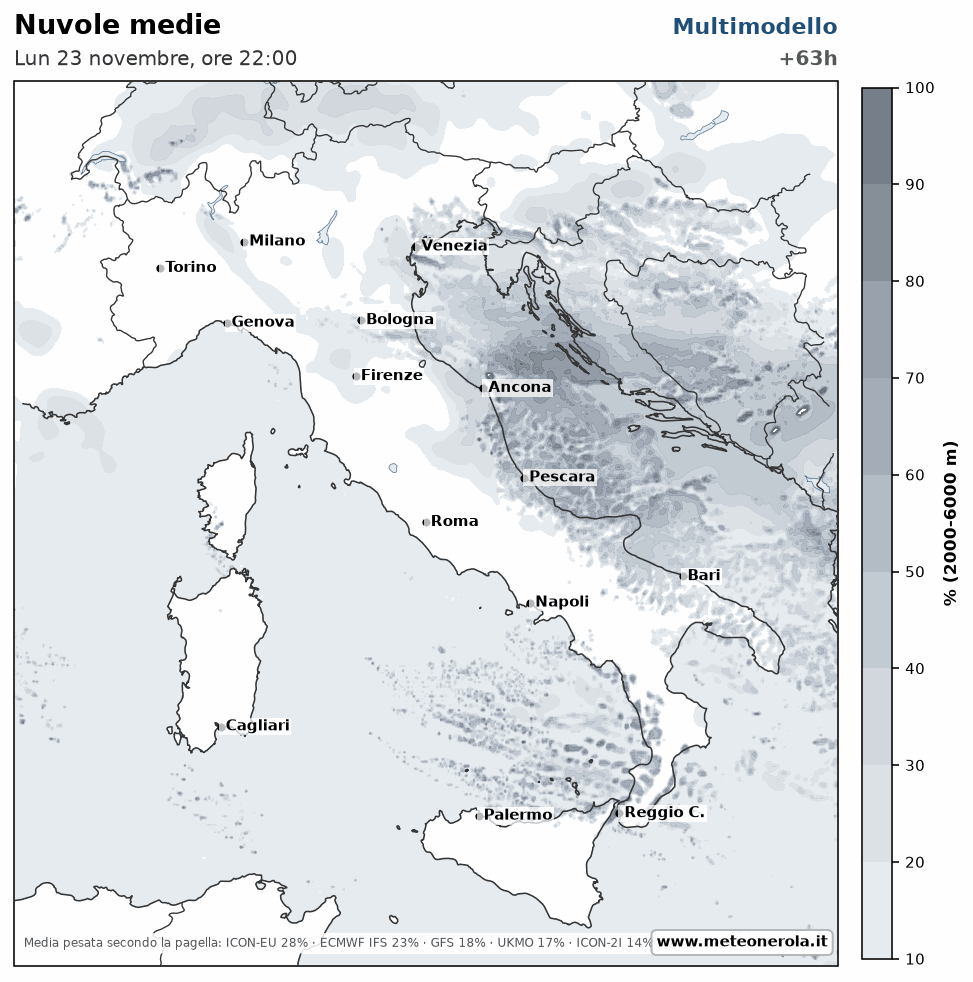 Nuvole medie
Multimodello
Lun 23 novembre, ore 22:00
+63h
100
90
80
70
60
50
40
30
20
10
% (2000-6000 m)
Milano
Venezia
Torino
Genova
Bologna
Firenze
Ancona
Pescara
Roma
Bari
Napoli
Cagliari
Palermo
Reggio C.
Media pesata secondo la pagella: ICON-EU 28% · ECMWF IFS 23% · GFS 18% · UKMO 17% · ICON-2I 14%
www.meteonerola.it